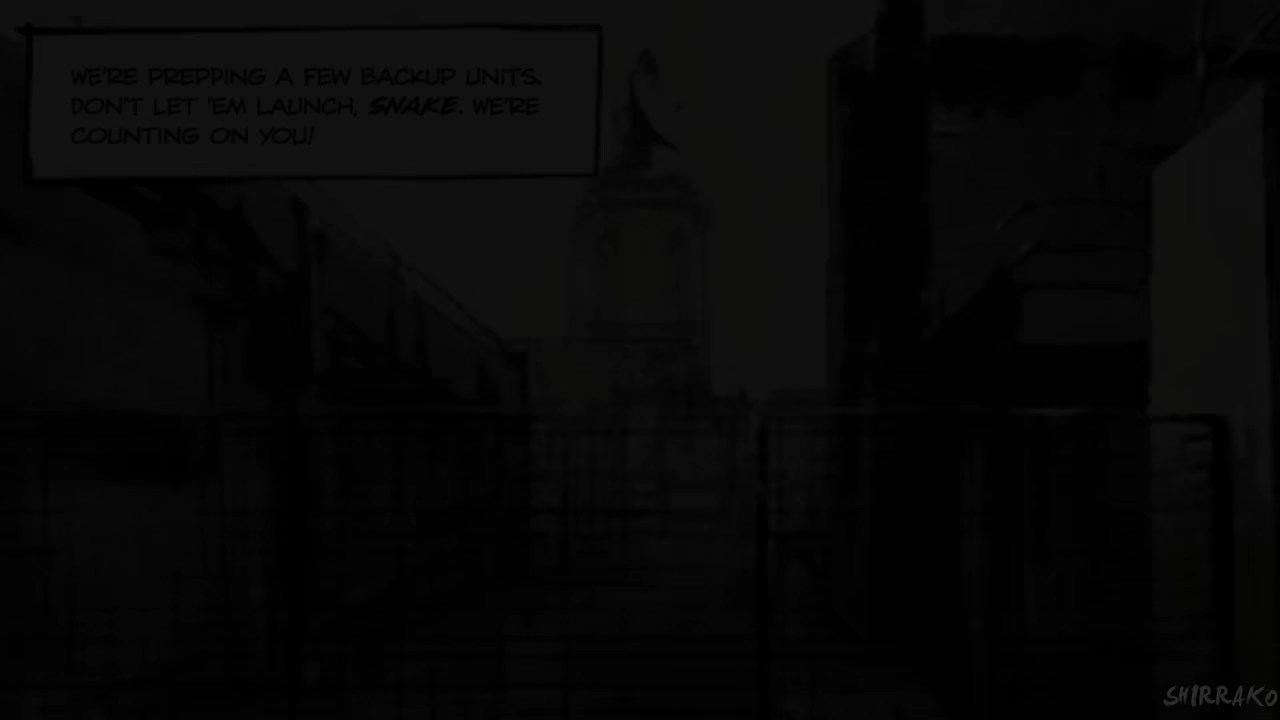 WE'RE PREPPING A FEW BACKUP UNITS.
DON'T LET 'EM LAUNCH, SNAKE. WE'RE
COUNTING ON YOU!
SHIRRAKO